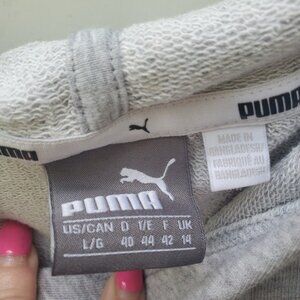 PUMA
MADE IN
BANGLADESH/
FABRIQUÉ AU
BANGLADESH
PUMA
US/CAN D I/E F UK
L/G 40 44 42 14